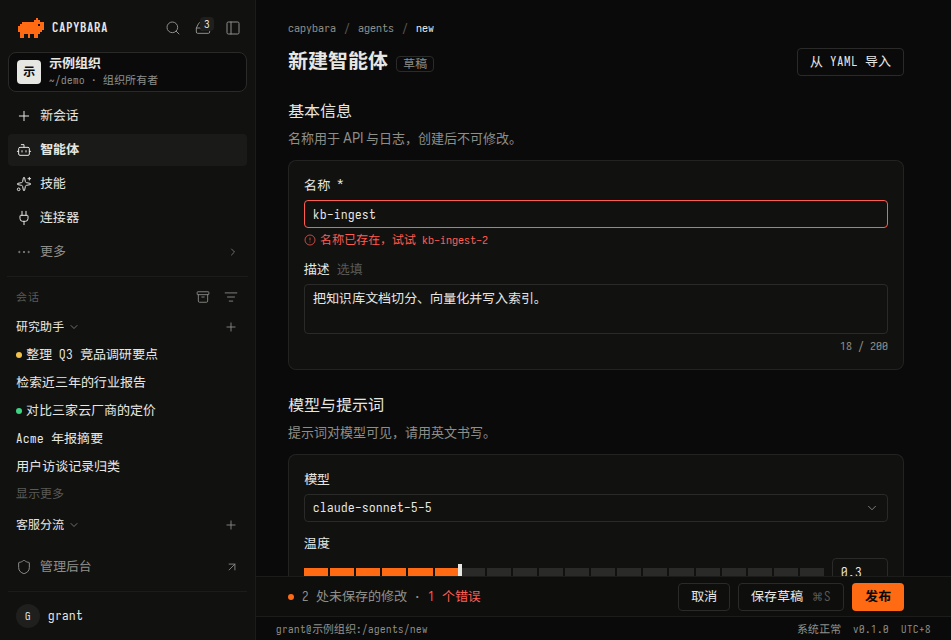 CAPYBARA
3
示
示例组织
~/demo · 组织所有者
新会话
智能体
技能
连接器
更多
会话
研究助手
整理 Q3 竞品调研要点
检索近三年的行业报告
对比三家云厂商的定价
Acme 年报摘要
用户访谈记录归类
显示更多
客服分流
管理后台
G grant
capybara / agents / new
新建智能体 草稿
从 YAML 导入
基本信息
名称用于 API 与日志，创建后不可修改。
名称 *
kb-ingest
名称已存在，试试 kb-ingest-2
描述 选填
把知识库文档切分、向量化并写入索引。
18 / 200
模型与提示词
提示词对模型可见，请用英文书写。
模型
claude-sonnet-5-5
温度
0.3
2 处未保存的修改 · 1 个错误
取消
保存草稿 ⌘S
发布
grant@示例组织:/agents/new
系统正常 v0.1.0 UTC+8